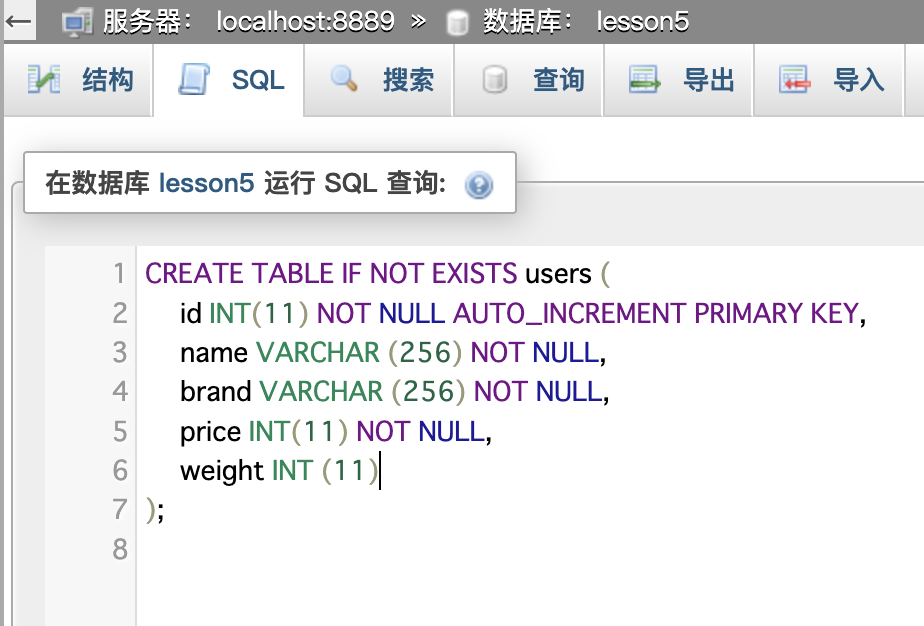 ← 服务器： localhost:8889 » 数据库： lesson5
结构 SQL 搜索 查询 导出 导入
在数据库 lesson5 运行 SQL 查询:
1 CREATE TABLE IF NOT EXISTS users (
2 id INT(11) NOT NULL AUTO_INCREMENT PRIMARY KEY,
3 name VARCHAR (256) NOT NULL,
4 brand VARCHAR (256) NOT NULL,
5 price INT(11) NOT NULL,
6 weight INT (11)
7 );
8